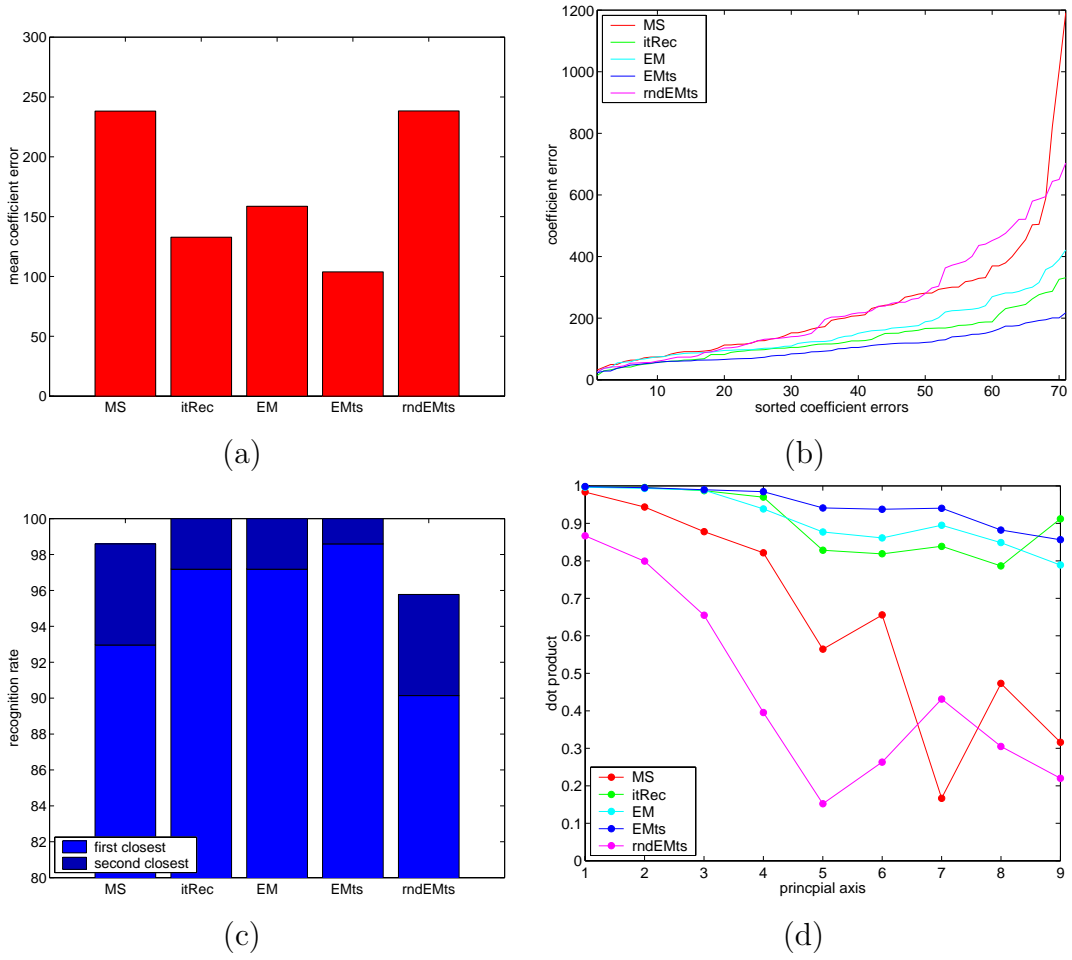 300
250
200
150
100
50
0
mean coefficient error
MS itRec EM EMts rndEMts
(a)
1200
1000
800
600
400
200
0
coefficient error
MS
itRec
EM
EMts
rndEMts
10 20 30 40 50 60 70
sorted coefficient errors
(b)
100
98
96
94
92
90
88
86
84
82
80
recognition rate
first closest
second closest
MS itRec EM EMts rndEMts
(c)
1
0.9
0.8
0.7
0.6
0.5
0.4
0.3
0.2
0.1
0
dot product
MS
itRec
EM
EMts
rndEMts
1 2 3 4 5 6 7 8 9
princpial axis
(d)